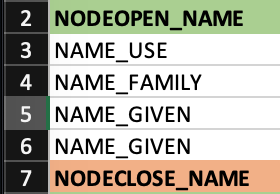 2 NODEOPEN_NAME
3 NAME_USE
4 NAME_FAMILY
5 NAME_GIVEN
6 NAME_GIVEN
7 NODECLOSE_NAME